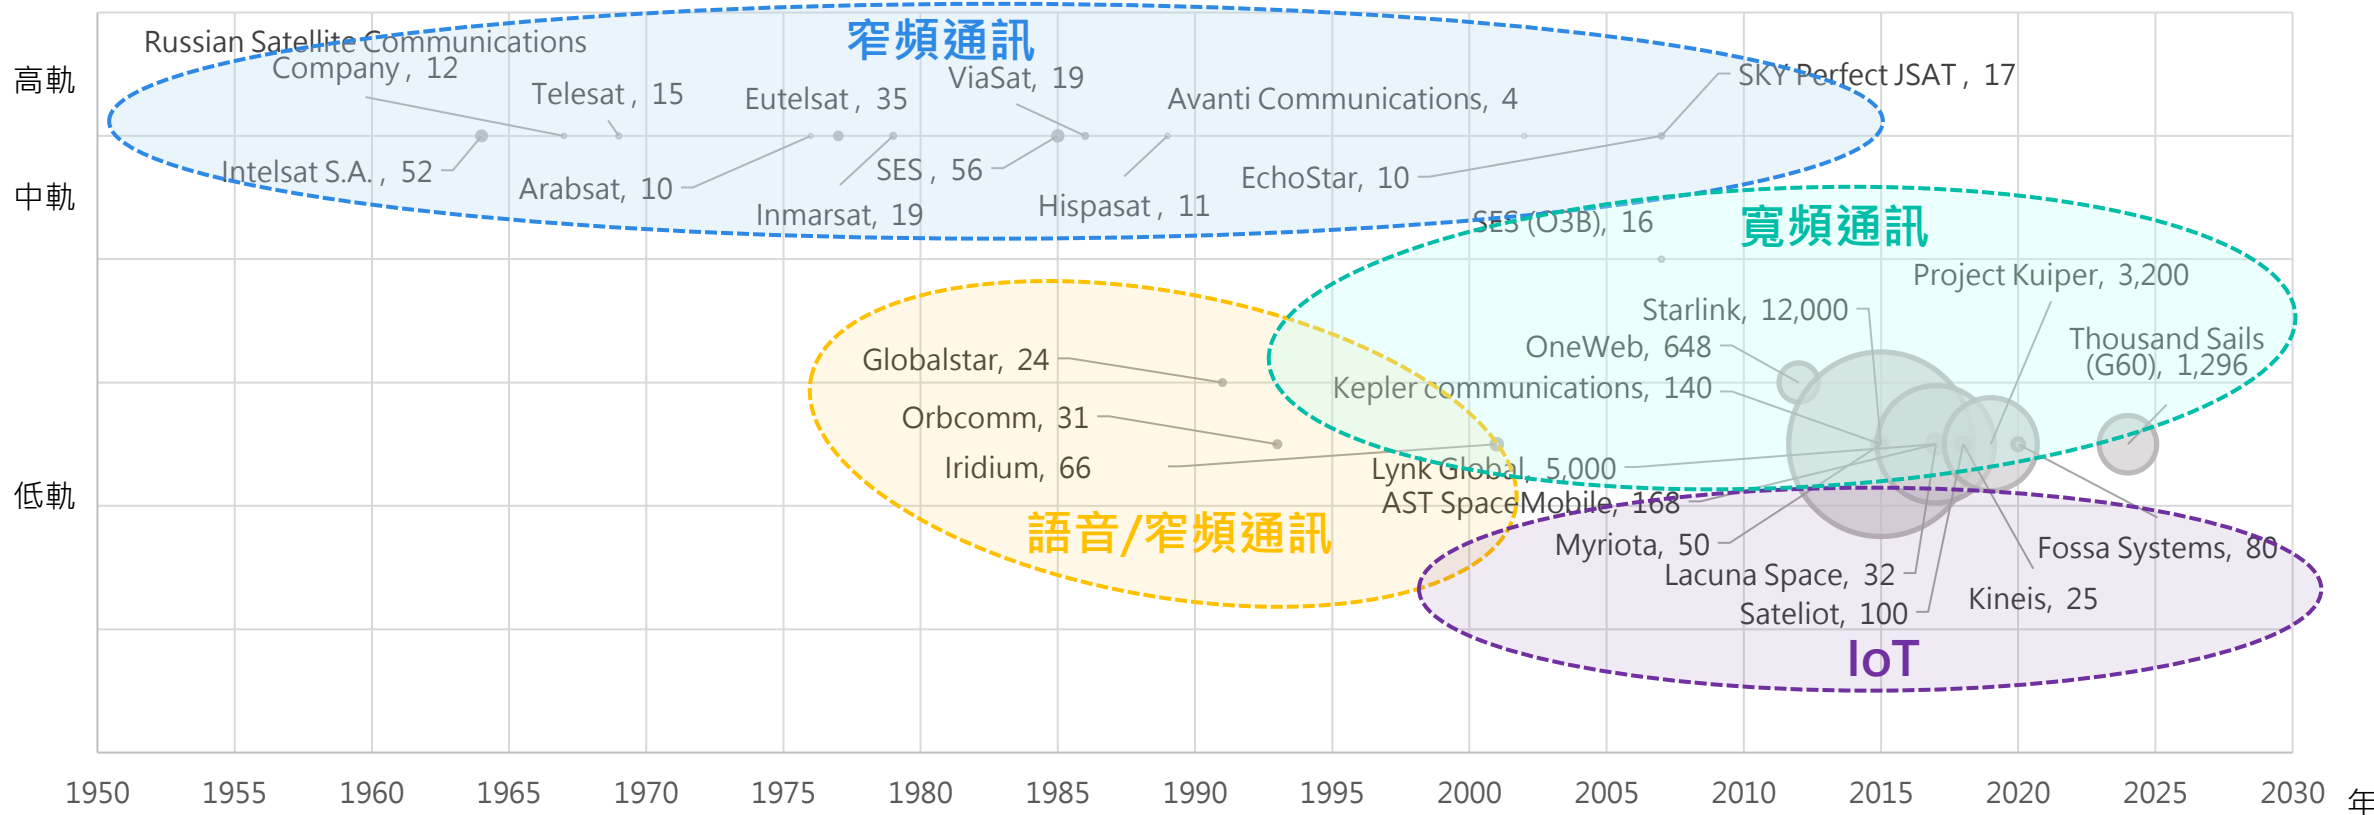 窄頻通訊
Russian Satellite Communications
Company , 12
高軌
Telesat , 15
Eutelsat , 35
ViaSat, 19
Avanti Communications, 4
SKY Perfect JSAT , 17
Intelsat S.A. , 52
Arabsat, 10
Inmarsat, 19
SES , 56
Hispasat , 11
EchoStar, 10
中軌
SES (O3B), 16
寬頻通訊
Project Kuiper, 3,200
Starlink, 12,000
OneWeb, 648
Kepler communications, 140
Thousand Sails
(G60), 1,296
Globalstar, 24
Orbcomm, 31
Iridium, 66
Lynk Global, 5,000
AST SpaceMobile, 168
低軌
語音/窄頻通訊
Myriota, 50
Lacuna Space, 32
Sateliot, 100
Kineis, 25
Fossa Systems, 80
IoT
1950 1955 1960 1965 1970 1975 1980 1985 1990 1995 2000 2005 2010 2015 2020 2025 2030 年